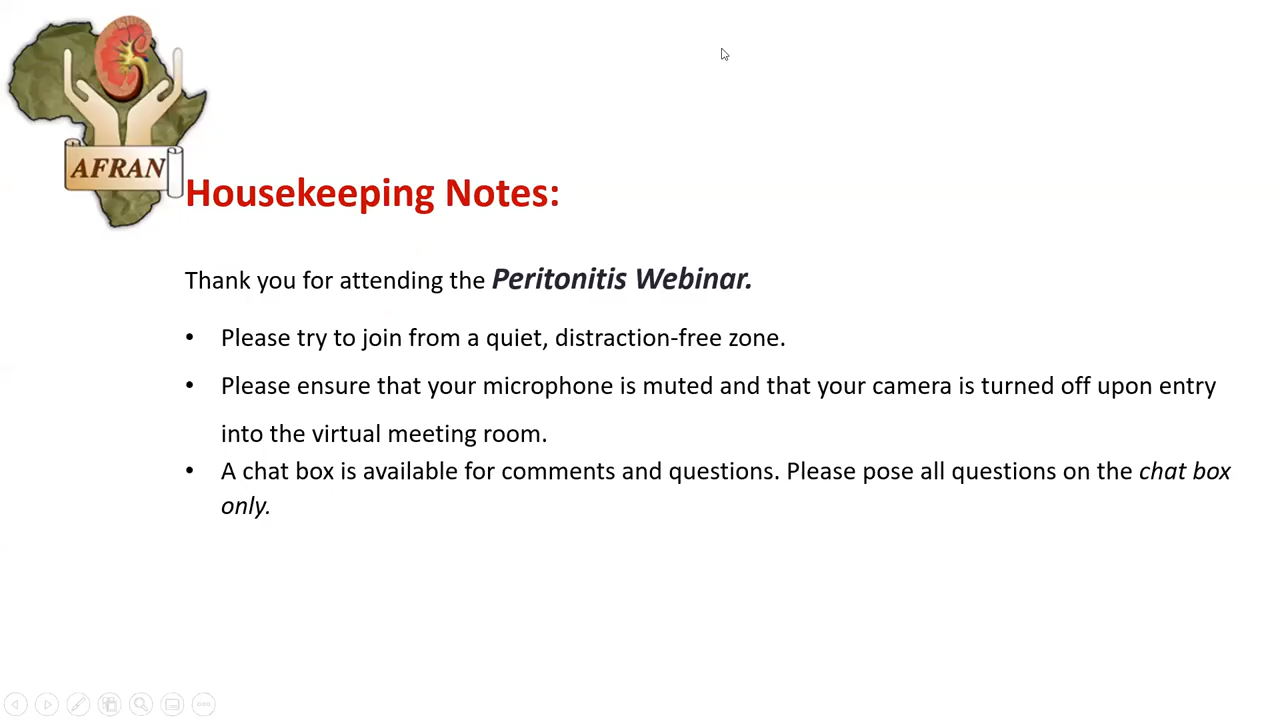 AFRAN
Housekeeping Notes:
Thank you for attending the Peritonitis Webinar.
• Please try to join from a quiet, distraction-free zone.
• Please ensure that your microphone is muted and that your camera is turned off upon entry
into the virtual meeting room.
• A chat box is available for comments and questions. Please pose all questions on the chat box
only.